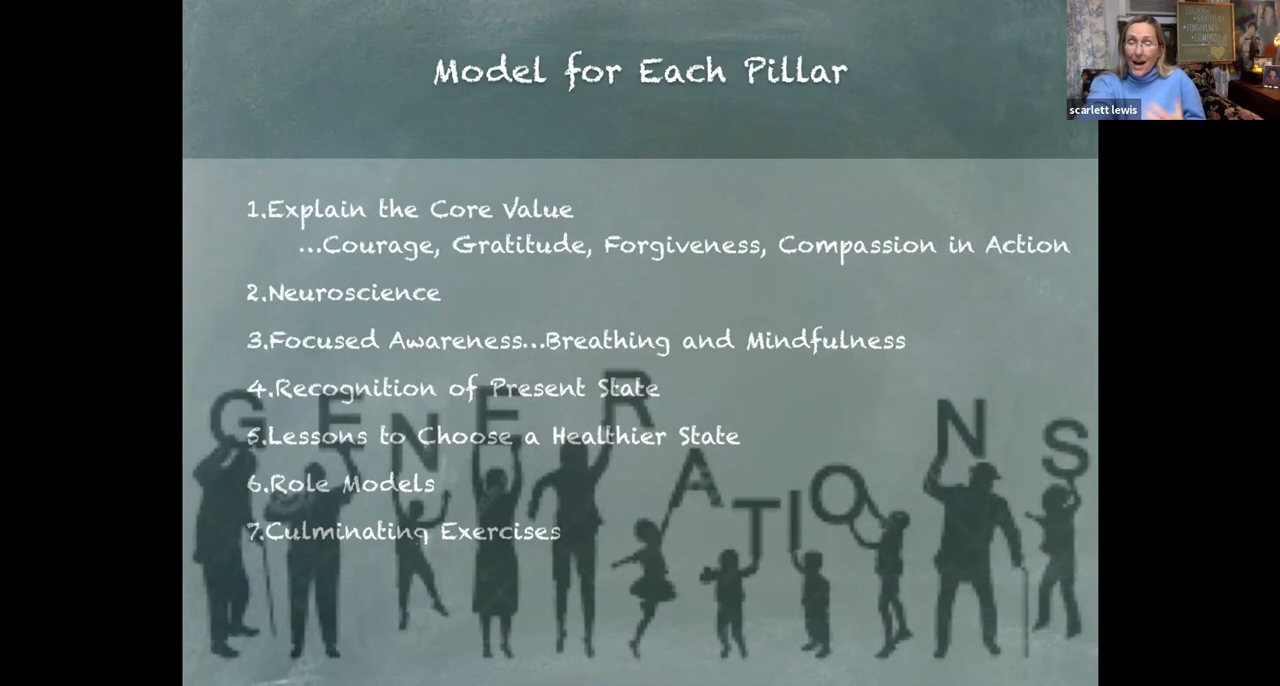 Model for Each Pillar
scarlett lewis
1.Explain the Core Value
...Courage, Gratitude, Forgiveness, Compassion in Action
2.Neuroscience
3.Focused Awareness...Breathing and Mindfulness
4.Recognition of Present State
5.Lessons to Choose a Healthier State
6.Role Models
7.Culminating Exercises
GENERATIONS